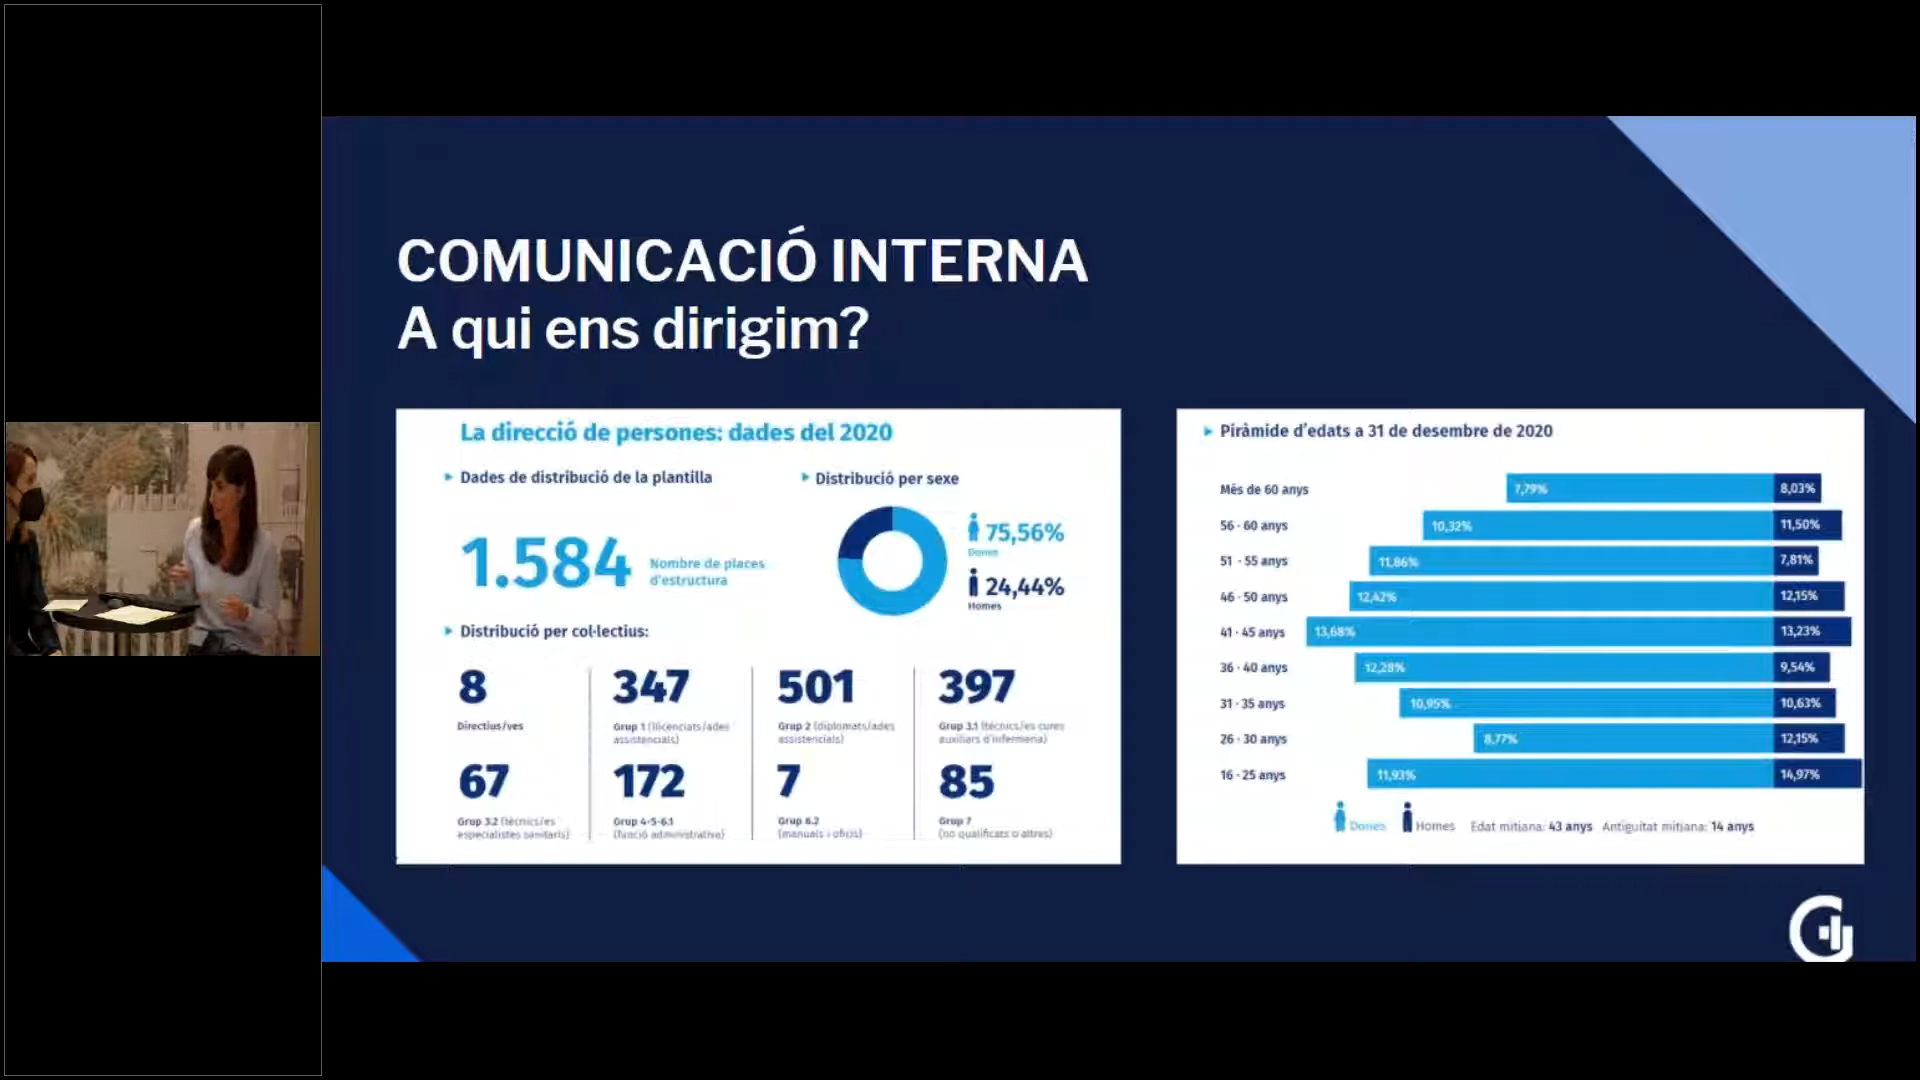 COMUNICACIÓ INTERNA
A qui ens dirigim?
La direcció de persones: dades del 2020
Dades de distribució de la plantilla
1.584
Nombre de places
d'estructura
Distribució per sexe
75,56%
Dones
24,44%
Homes
Distribució per col·lectius:
8
Directius/ves
347
Grup 1 (llicenciats/ades
assistencials)
501
Grup 2 (diplomats/ades
assistencials)
397
Grup 3.1 (tècnics/es cures
auxiliars d'infermeria)
67
Grup 3.2 (tècnics/es
especialistes sanitaris)
172
Grup 4-5-6.1
(funció administrativa)
7
Grup 6.2
(manuals i oficis)
85
Grup 7
(no qualificats o altres)
Piràmide d'edats a 31 de desembre de 2020
Més de 60 anys 7,79% 8,03%
56 - 60 anys 10,32% 11,50%
51 - 55 anys 11,86% 7,81%
46 - 50 anys 12,42% 12,15%
41 - 45 anys 13,68% 13,23%
36 - 40 anys 12,28% 9,54%
31 - 35 anys 10,95% 10,63%
26 - 30 anys 8,77% 12,15%
16 - 25 anys 11,93% 14,97%
Dones Homes Edat mitjana: 43 anys Antiguitat mitjana: 14 anys